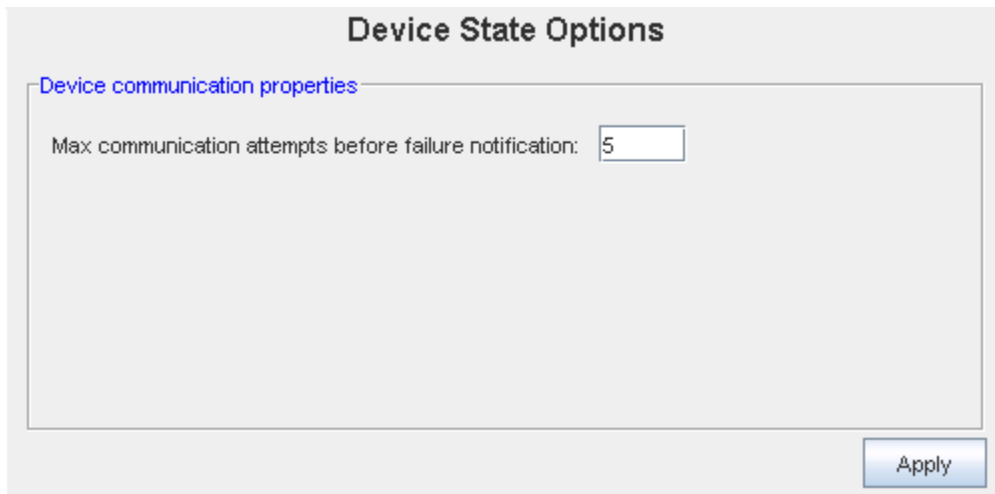 Device State Options
Device communication properties
Max communication attempts before failure notification: 5
Apply